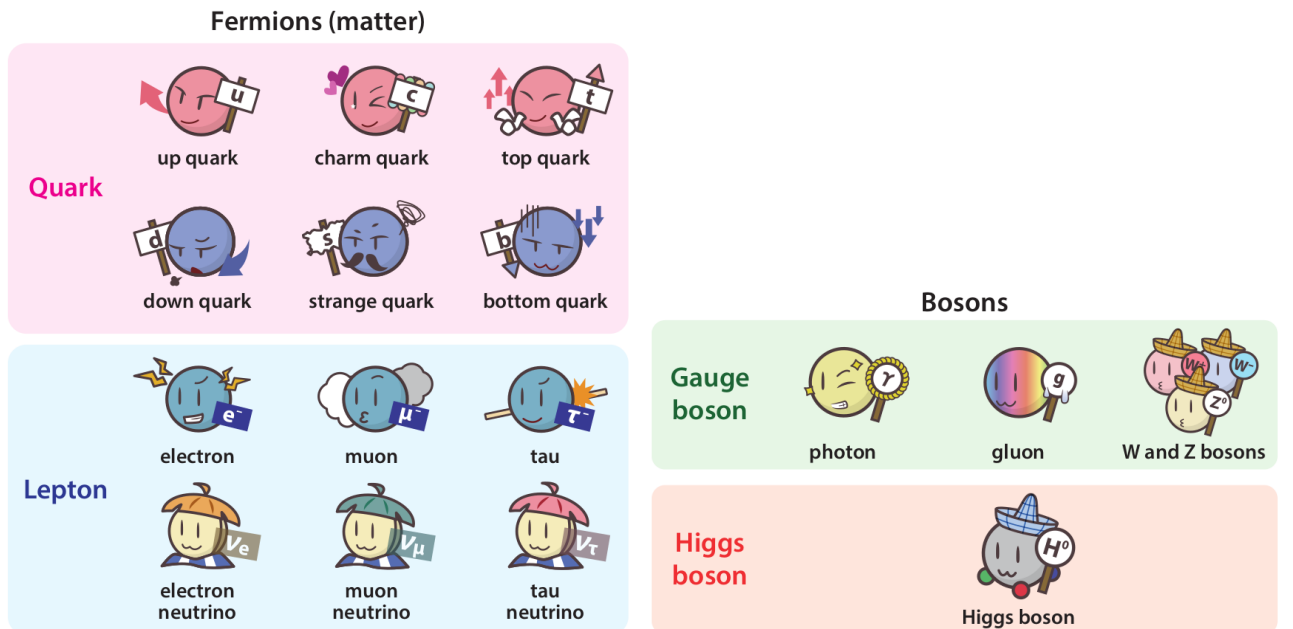 Fermions (matter)
Quark
u
c
t
up quark
charm quark
top quark
d
s
b
down quark
strange quark
bottom quark
Lepton
e⁻
μ⁻
τ⁻
electron
muon
tau
νe
νμ
ντ
electron
neutrino
muon
neutrino
tau
neutrino
Bosons
Gauge
boson
γ
g
W⁺
W⁻
Z⁰
photon
gluon
W and Z bosons
Higgs
boson
H⁰
Higgs boson